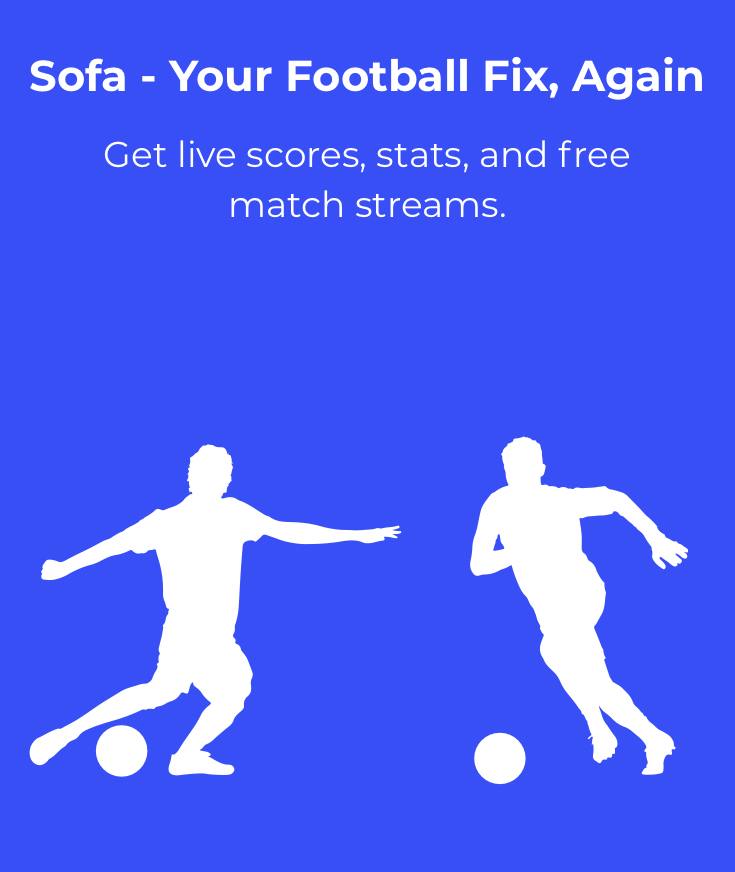 Sofa - Your Football Fix, Again
Get live scores, stats, and free
match streams.